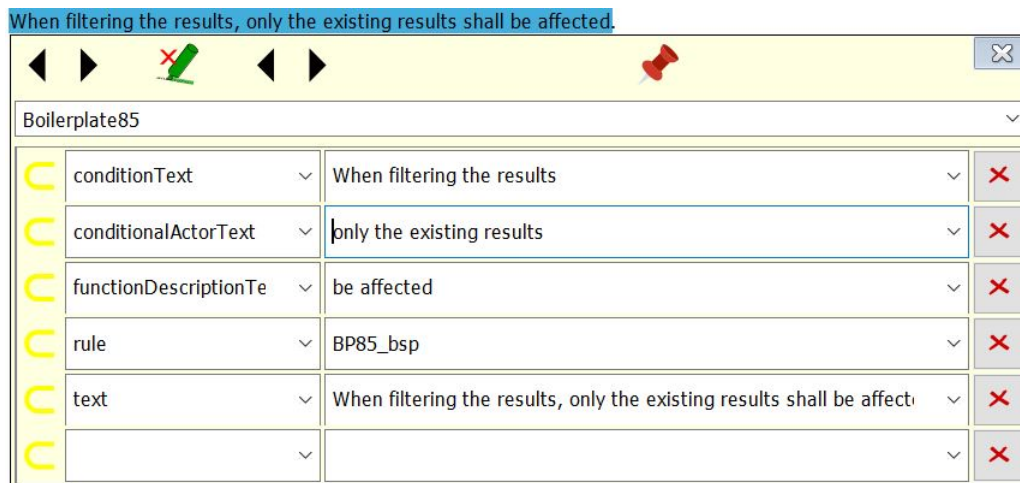 When filtering the results, only the existing results shall be affected.
Boilerplate85
conditionText When filtering the results
conditionalActorText only the existing results
functionDescriptionTe be affected
rule BP85_bsp
text When filtering the results, only the existing results shall be affect